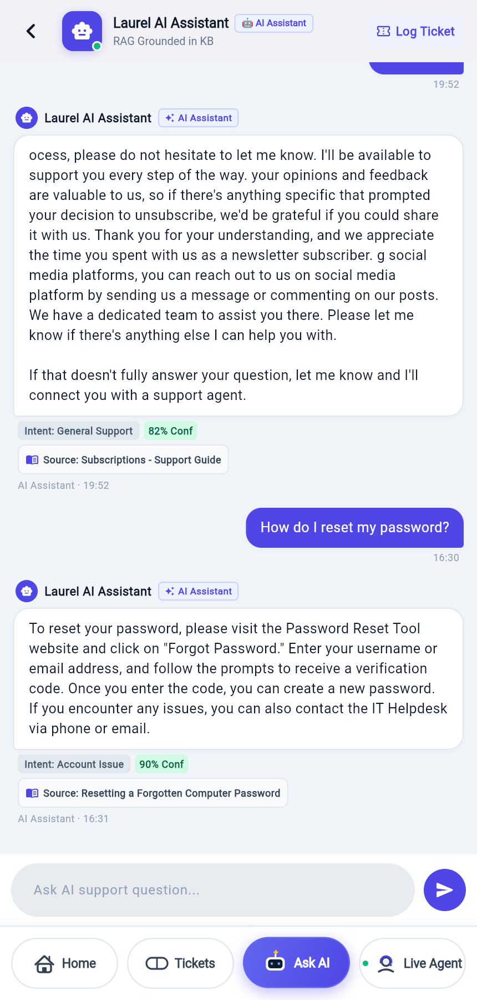 Laurel AI Assistant
AI Assistant
RAG Grounded in KB
Log Ticket
19:52
Laurel AI Assistant
AI Assistant
ocess, please do not hesitate to let me know. I'll be available to
support you every step of the way. your opinions and feedback
are valuable to us, so if there's anything specific that prompted
your decision to unsubscribe, we'd be grateful if you could share
it with us. Thank you for your understanding, and we appreciate
the time you spent with us as a newsletter subscriber. g social
media platforms, you can reach out to us on social media
platform by sending us a message or commenting on our posts.
We have a dedicated team to assist you there. Please let me
know if there's anything else I can help you with.
If that doesn't fully answer your question, let me know and I'll
connect you with a support agent.
Intent: General Support
82% Conf
Source: Subscriptions - Support Guide
AI Assistant · 19:52
How do I reset my password?
16:30
Laurel AI Assistant
AI Assistant
To reset your password, please visit the Password Reset Tool
website and click on "Forgot Password." Enter your username or
email address, and follow the prompts to receive a verification
code. Once you enter the code, you can create a new password.
If you encounter any issues, you can also contact the IT Helpdesk
via phone or email.
Intent: Account Issue
90% Conf
Source: Resetting a Forgotten Computer Password
AI Assistant · 16:31
Ask AI support question...
Home
Tickets
Ask AI
Live Agent